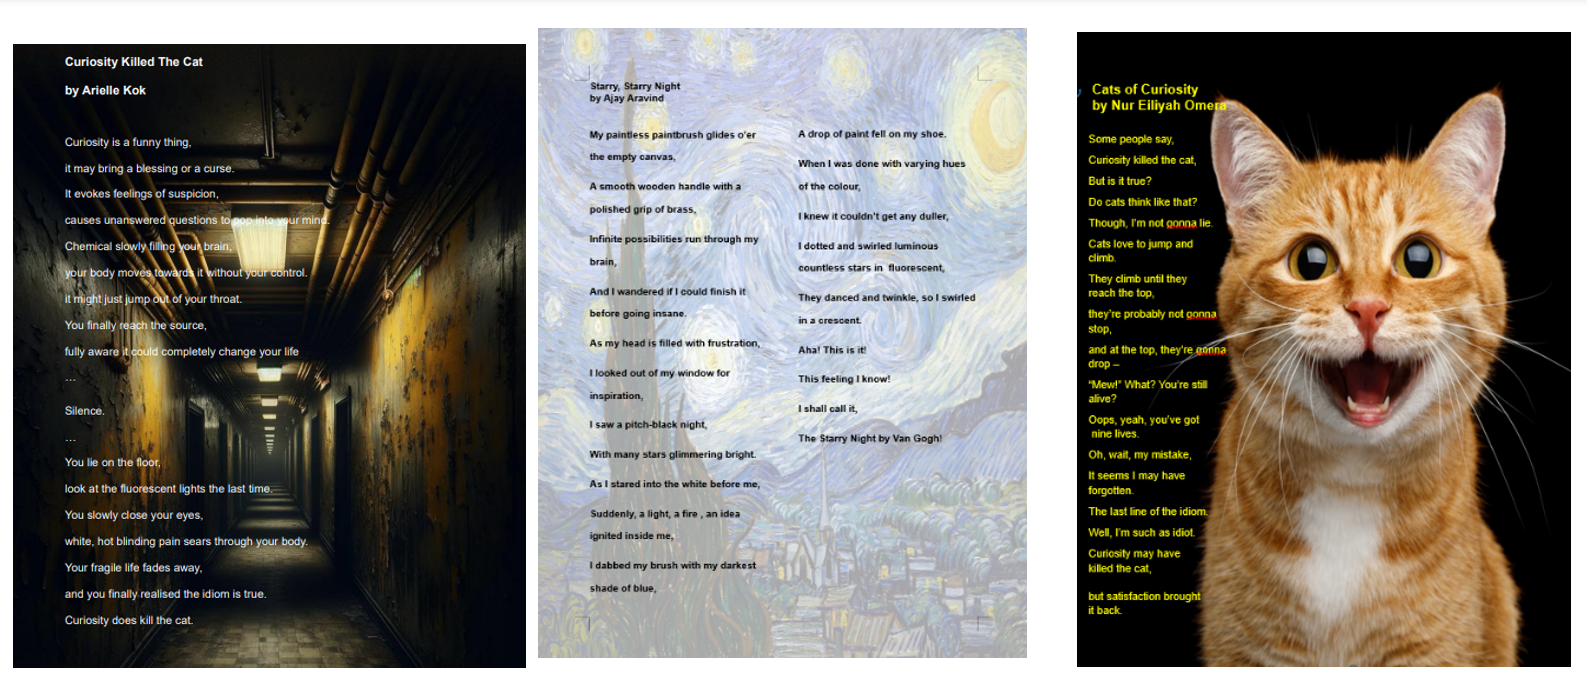 Curiosity Killed The Cat
by Arielle Kok
Curiosity is a funny thing,
it may bring a blessing or a curse.
It evokes feelings of suspicion,
causes unanswered questions to pop into your mind.
Chemical slowly filling your brain,
your body moves towards it without your control.
it might just jump out of your throat.
You finally reach the source,
fully aware it could completely change your life
...
Silence.
...
You lie on the floor,
look at the fluorescent lights the last time.
You slowly close your eyes,
white, hot blinding pain sears through your body.
Your fragile life fades away,
and you finally realised the idiom is true.
Curiosity does kill the cat.
Starry, Starry Night
by Ajay Aravind
My paintless paintbrush glides o'er
the empty canvas,
A smooth wooden handle with a
polished grip of brass,
Infinite possibilities run through my
brain,
And I wandered if I could finish it
before going insane.
As my head is filled with frustration,
I looked out of my window for
inspiration,
I saw a pitch-black night,
With many stars glimmering bright.
As I stared into the white before me,
Suddenly, a light, a fire , an idea
ignited inside me,
I dabbed my brush with my darkest
shade of blue,
A drop of paint fell on my shoe.
When I was done with varying hues
of the colour,
I knew it couldn't get any duller,
I dotted and swirled luminous
countless stars in fluorescent,
They danced and twinkle, so I swirled
in a crescent.
Aha! This is it!
This feeling I know!
I shall call it,
The Starry Night by Van Gogh!
Cats of Curiosity
by Nur Eiliyah Omera
Some people say,
Curiosity killed the cat,
But is it true?
Do cats think like that?
Though, I'm not gonna lie.
Cats love to jump and
climb.
They climb until they
reach the top,
they're probably not gonna
stop,
and at the top, they're gonna
drop –
"Mew!" What? You're still
alive?
Oops, yeah, you've got
nine lives.
Oh, wait, my mistake,
It seems I may have
forgotten.
The last line of the idiom.
Well, I'm such as idiot.
Curiosity may have
killed the cat,
but satisfaction brought
it back.